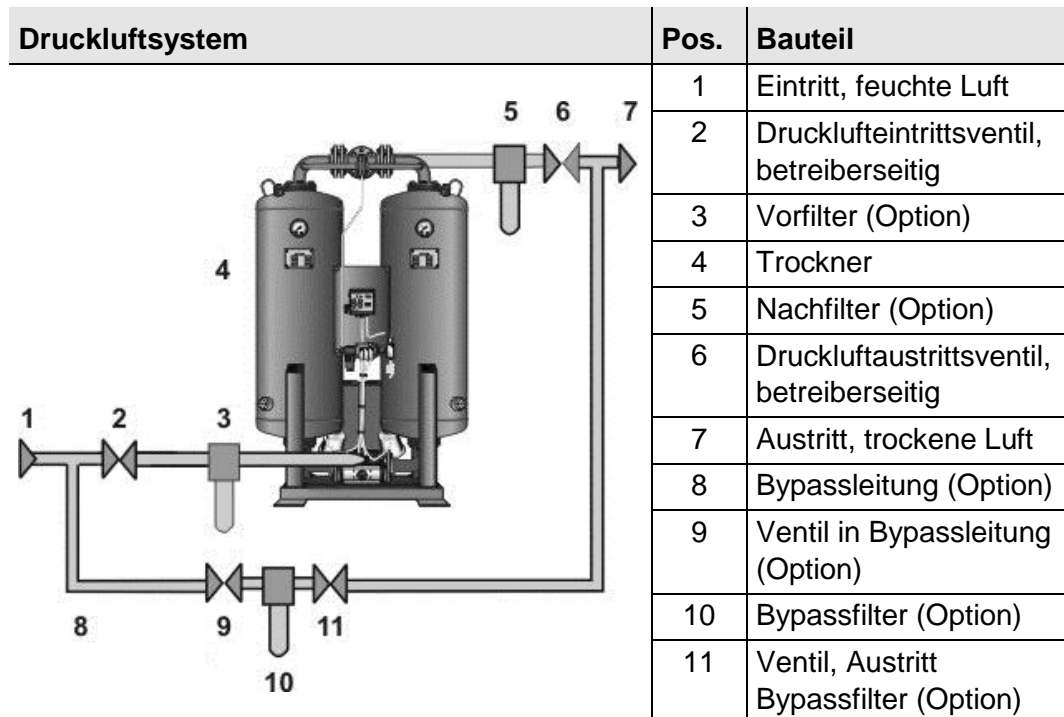 Druckluftsystem
Pos.
Bauteil
1
Eintritt, feuchte Luft
2
Drucklufteintrittsventil,
betreiberseitig
3
Vorfilter (Option)
4
Trockner
5
Nachfilter (Option)
6
Druckluftaustrittsventil,
betreiberseitig
7
Austritt, trockene Luft
8
Bypassleitung (Option)
9
Ventil in Bypassleitung
(Option)
10
Bypassfilter (Option)
11
Ventil, Austritt
Bypassfilter (Option)
5
6
7
4
1
2
3
8
9
11
10